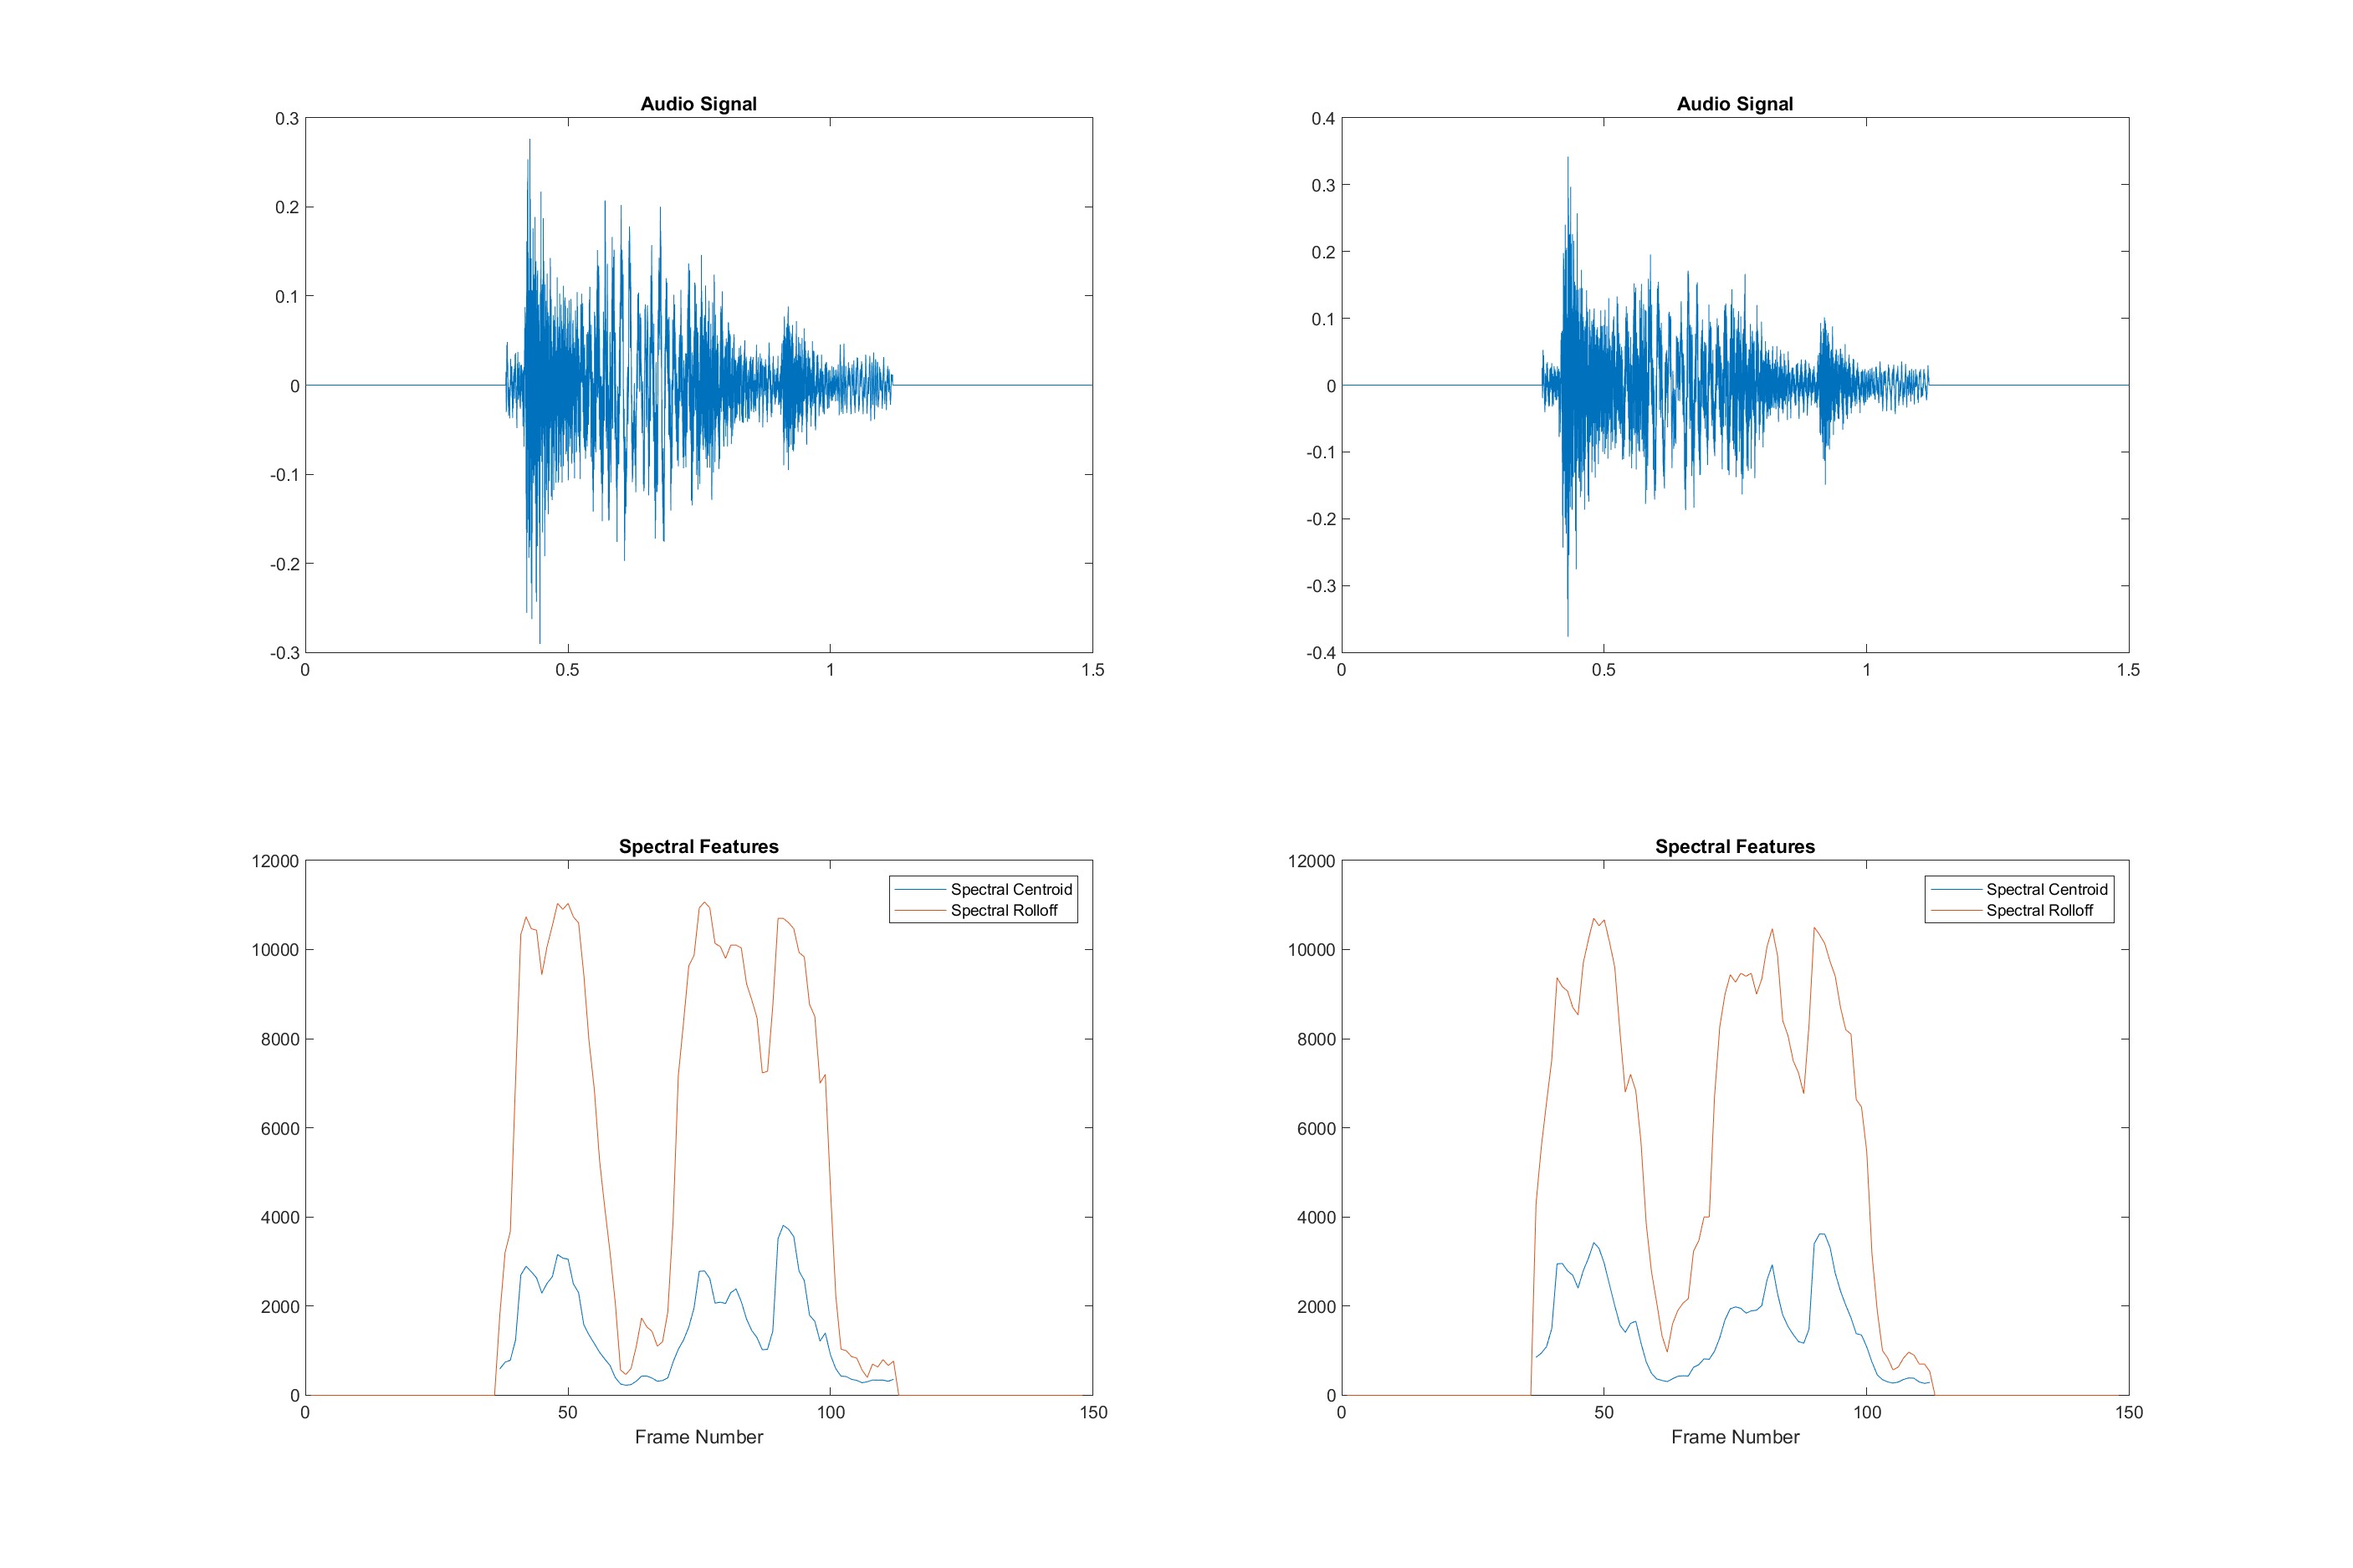 Audio Signal
0.3
0.2
0.1
0
-0.1
-0.2
-0.3
0 0.5 1 1.5
Audio Signal
0.4
0.3
0.2
0.1
0
-0.1
-0.2
-0.3
-0.4
0 0.5 1 1.5
Spectral Features
12000
10000
8000
6000
4000
2000
0
Spectral Centroid
Spectral Rolloff
0 50 100 150
Frame Number
Spectral Features
12000
10000
8000
6000
4000
2000
0
Spectral Centroid
Spectral Rolloff
0 50 100 150
Frame Number